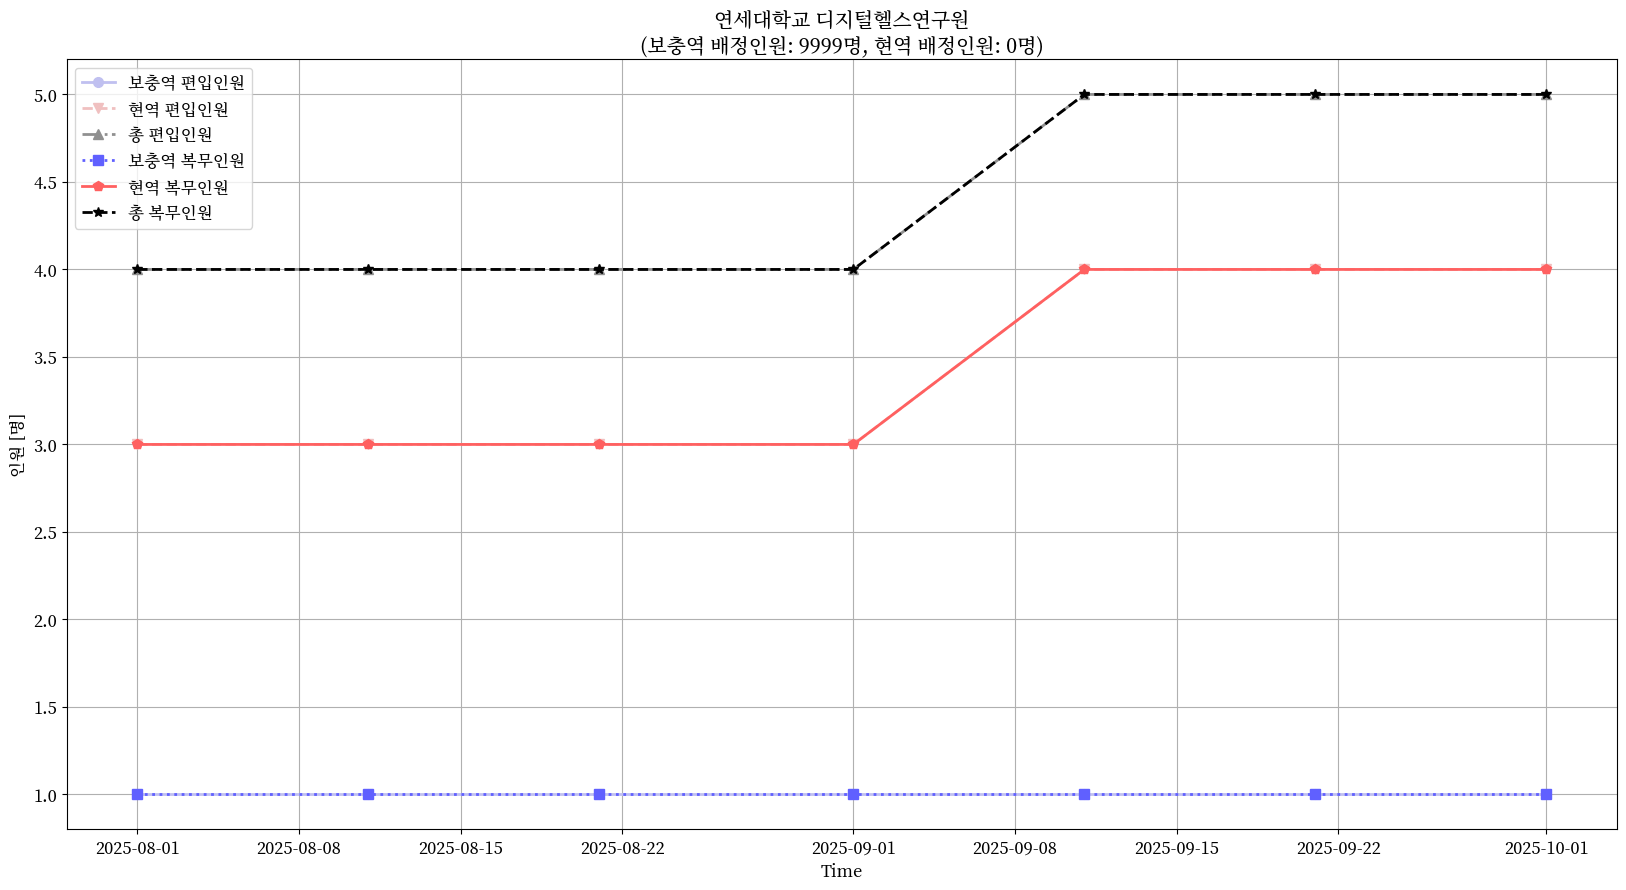 연세대학교 디지털헬스연구원
(보충역 배정인원: 9999명, 현역 배정인원: 0명)
보충역 편입인원
현역 편입인원
총 편입인원
보충역 복무인원
현역 복무인원
총 복무인원
인원 [명]
5.0
4.5
4.0
3.5
3.0
2.5
2.0
1.5
1.0
2025-08-01
2025-08-08
2025-08-15
2025-08-22
2025-09-01
2025-09-08
2025-09-15
2025-09-22
2025-10-01
Time